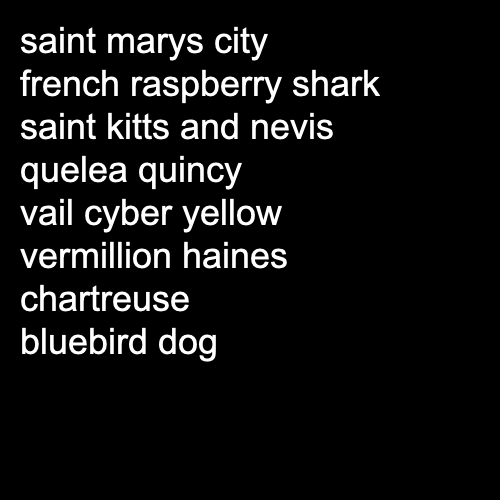 saint marys city
french raspberry shark
saint kitts and nevis
quelea quincy
vail cyber yellow
vermillion haines
chartreuse
bluebird dog